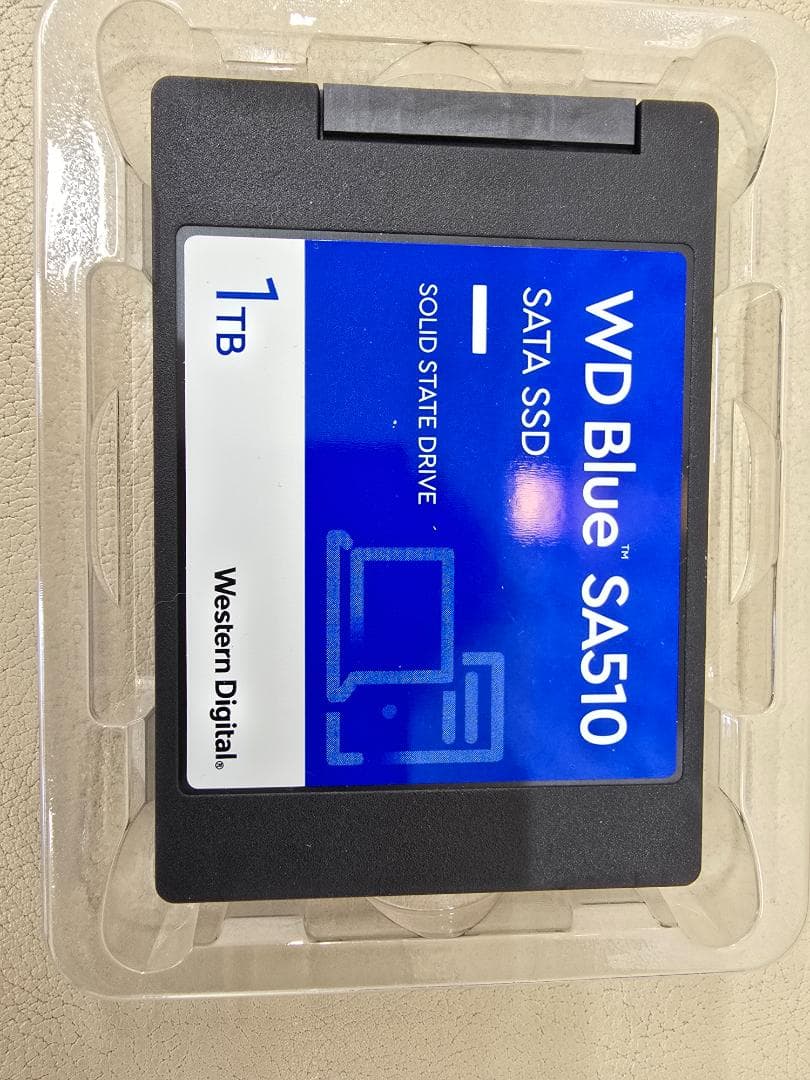 WD Blue™ SA510
SATA SSD
SOLID STATE DRIVE
1TB
Western Digital®